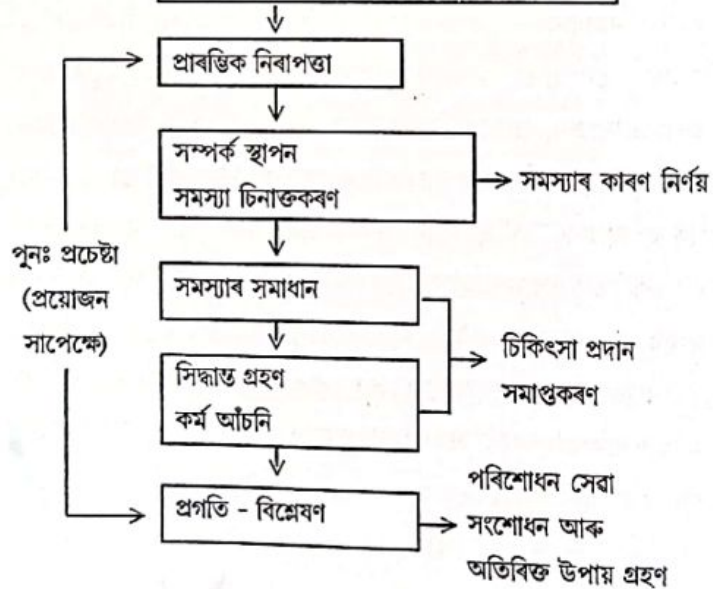 প্ৰাৰম্ভিক নিৰাপত্তা
সম্পৰ্ক স্থাপন
সমস্যা চিনাক্তকৰণ
সমস্যাৰ কাৰণ নিৰ্ণয়
পুনঃ প্ৰচেষ্টা
(প্ৰয়োজন
সাপেক্ষে)
সমস্যাৰ সমাধান
সিদ্ধান্ত গ্ৰহণ
কৰ্ম আঁচনি
চিকিৎসা প্ৰদান
সমাপ্তকৰণ
প্ৰগতি - বিশ্লেষণ
পৰিশোধন সেৱা
সংশোধন আৰু
অতিৰিক্ত উপায় গ্ৰহণ